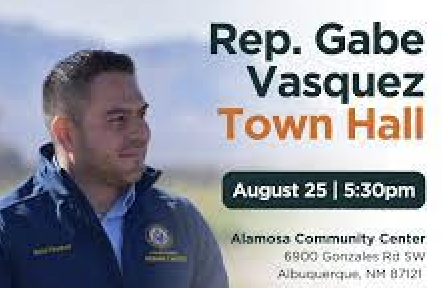 Rep. Gabe
Vasquez
Town Hall
August 25 | 5:30pm
Alamosa Community Center
6900 Gonzales Rd SW
Albuquerque, NM 87121